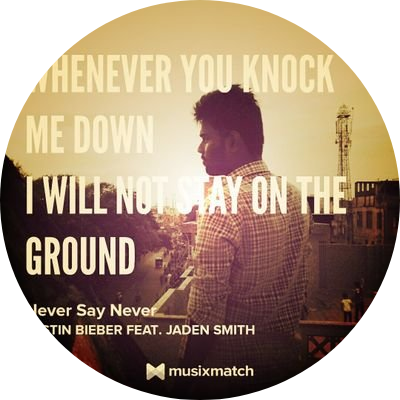 WHENEVER YOU KNOCK
ME DOWN
I WILL NOT STAY ON THE
GROUND
Never Say Never
STIN BIEBER FEAT. JADEN SMITH
musixmatch